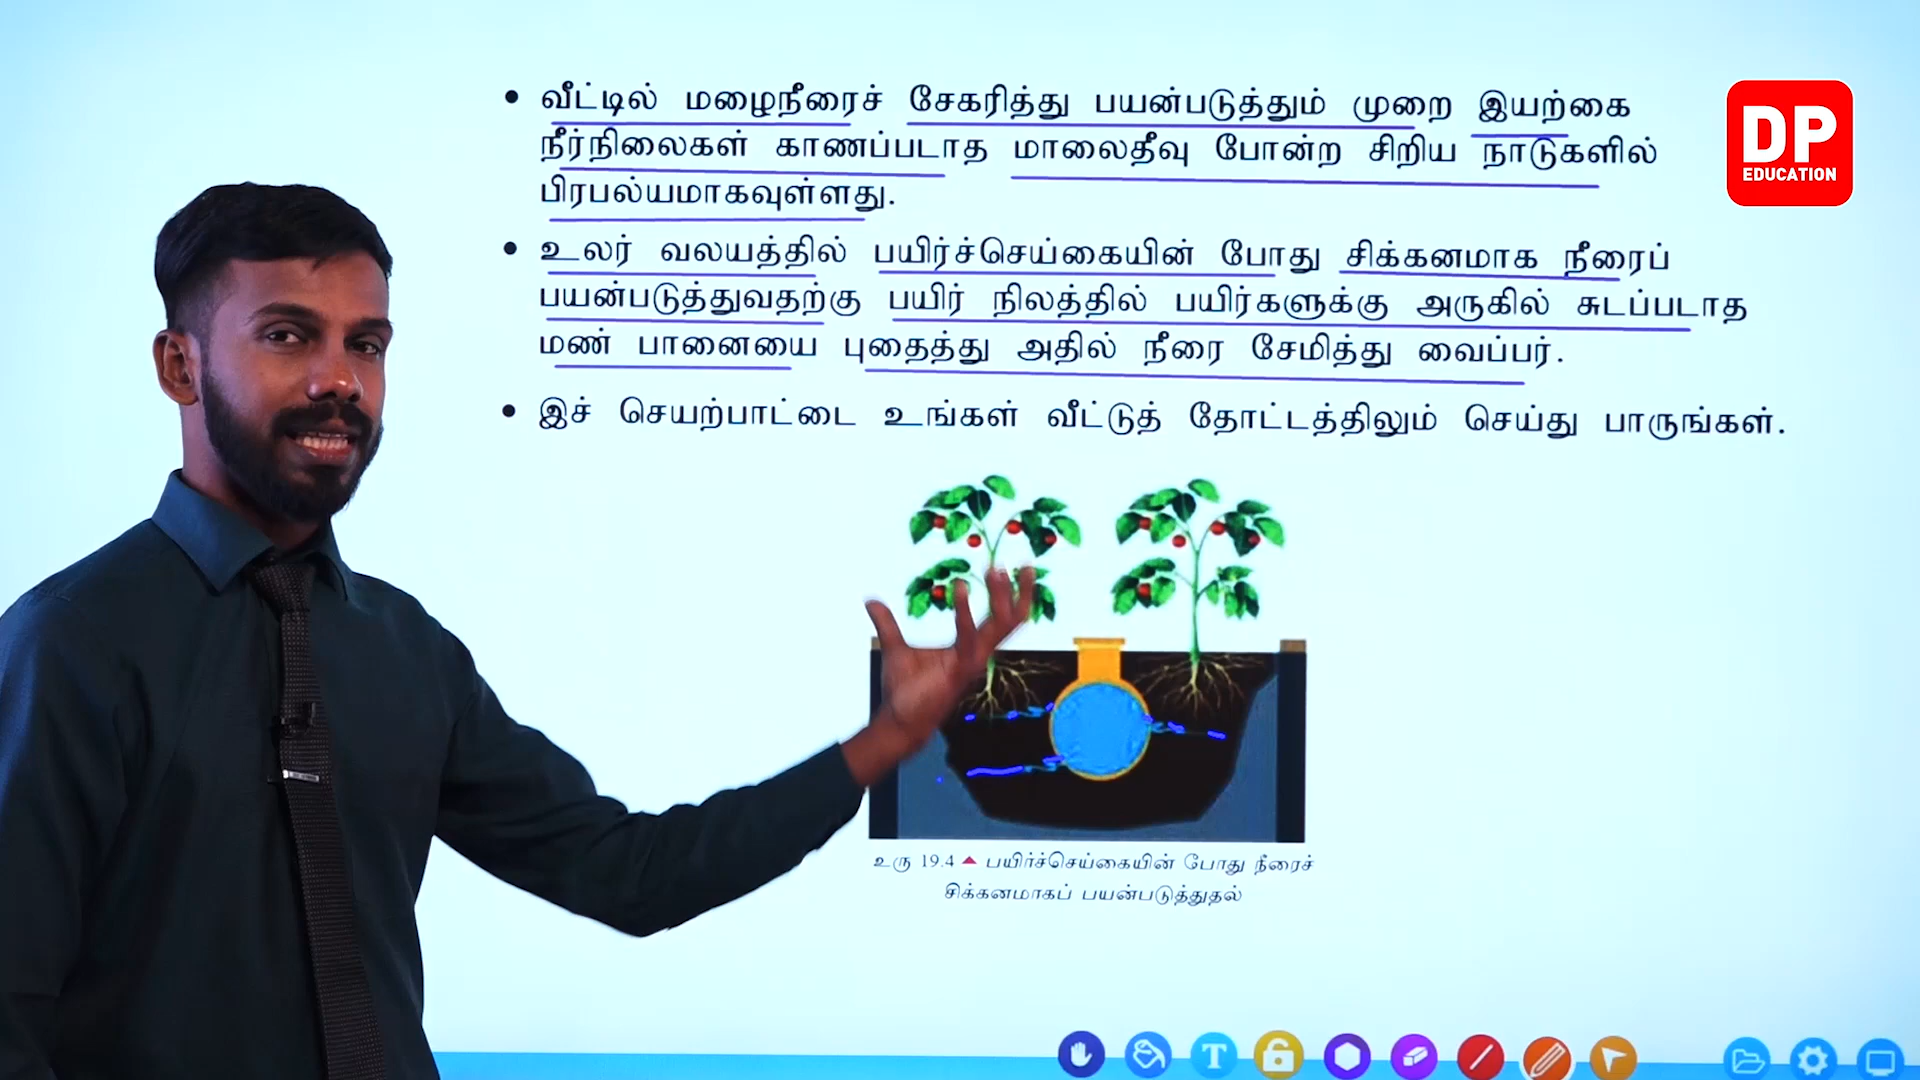 வீட்டில் மழைநீரைச் சேகரித்து பயன்படுத்தும் முறை இயற்கை
நீர்நிலைகள் காணப்படாத மாலைதீவு போன்ற சிறிய நாடுகளில்
பிரபல்யமாகவுள்ளது.
உலர் வலயத்தில் பயிர்ச்செய்கையின் போது சிக்கனமாக நீரைப்
பயன்படுத்துவதற்கு பயிர் நிலத்தில் பயிர்களுக்கு அருகில் சுடப்படாத
மண் பானையை புதைத்து அதில் நீரை சேமித்து வைப்பர்.
இச் செயற்பாட்டை உங்கள் வீட்டுத் தோட்டத்திலும் செய்து பாருங்கள்.
உரு 19.4 ▲ பயிர்ச்செய்கையின் போது நீரைச்
சிக்கனமாகப் பயன்படுத்துதல்
DP
EDUCATION
T